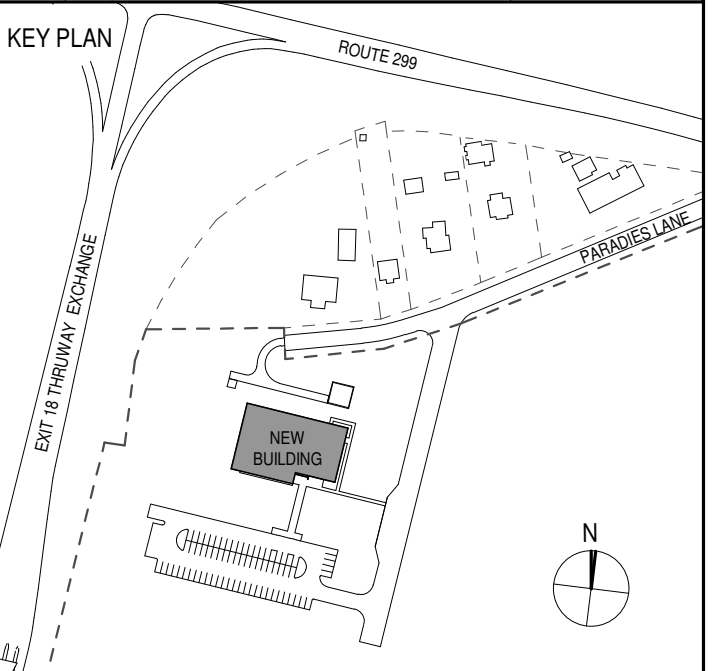 KEY PLAN
ROUTE 299
PARADIES LANE
EXIT 18 THRUWAY EXCHANGE
NEW
BUILDING
N